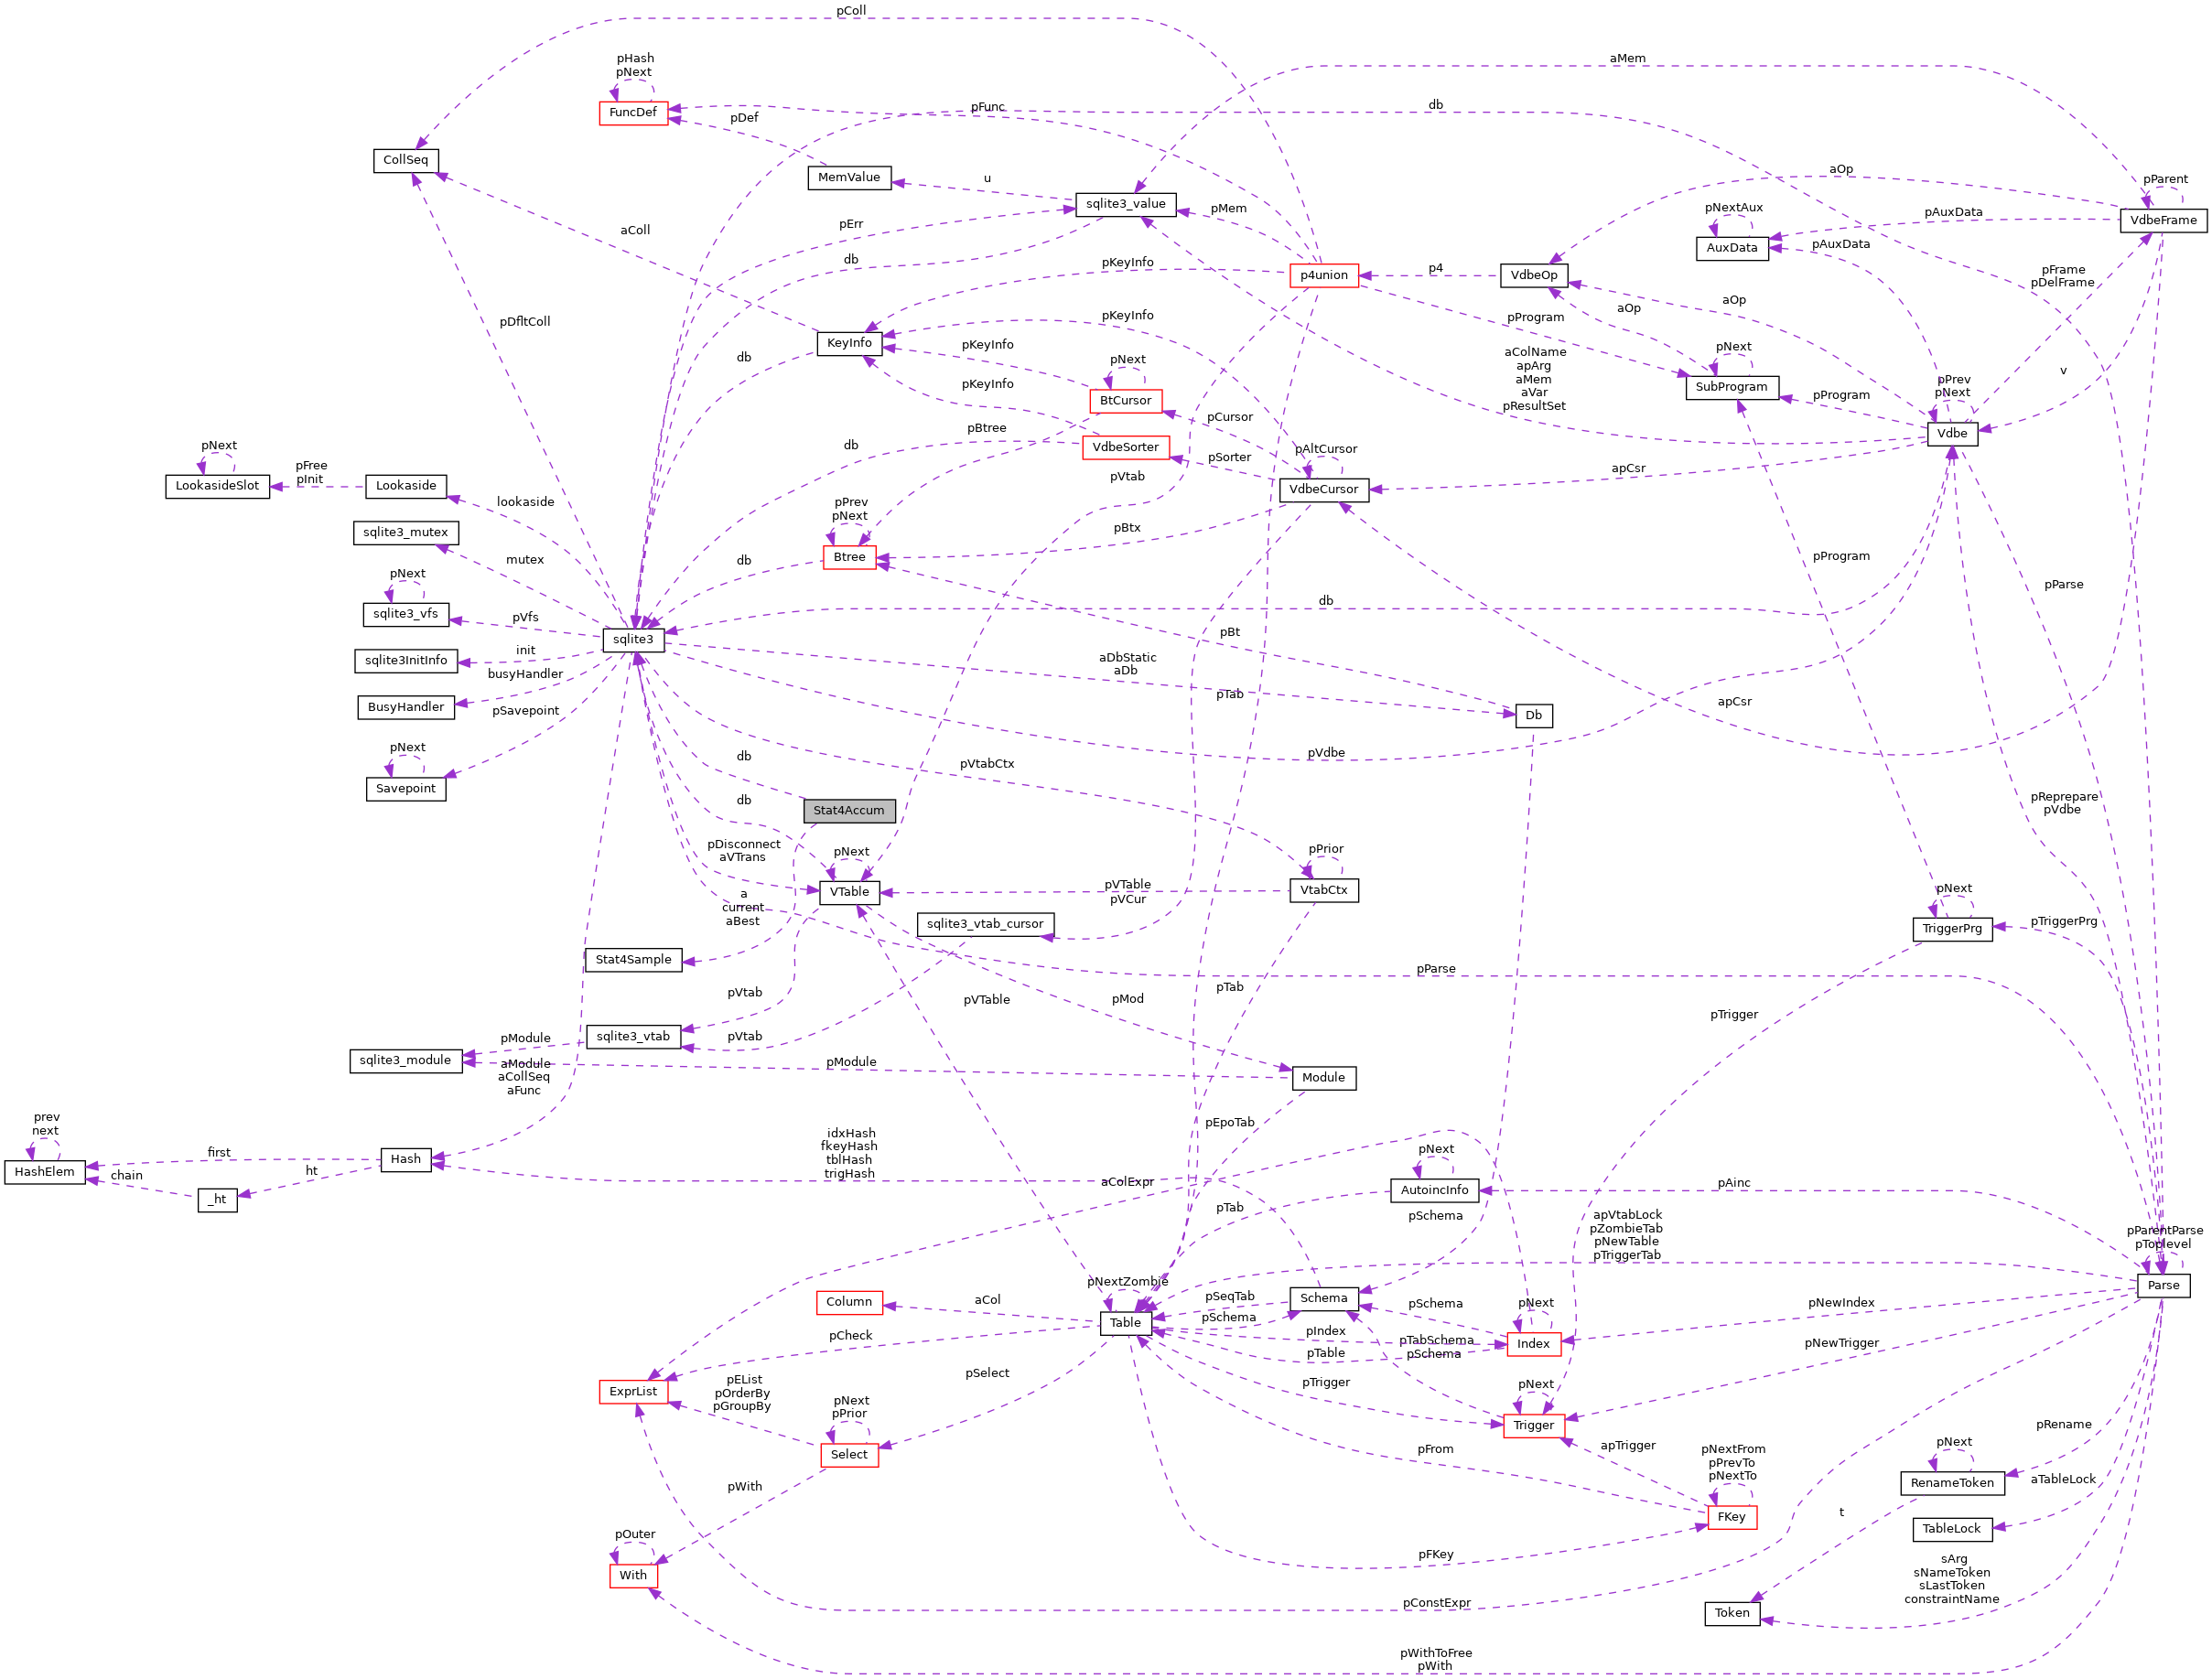 pColl
aMem
pHash
pNext
FuncDef
pDef
pFunc
db
CollSeq
MemValue
u
sqlite3_value
pMem
aOp
pParent
VdbeFrame
pNextAux
AuxData
pAuxData
pAuxData
aColl
pErr
db
pKeyInfo
p4union
p4
VdbeOp
pFrame
pDelFrame
aOp
aOp
pDfltColl
KeyInfo
pKeyInfo
pProgram
db
pKeyInfo
pNext
BtCursor
pKeyInfo
aColName
apArg
aMem
aVar
pResultSet
pNext
SubProgram
pProgram
pPrev
pNext
Vdbe
v
pCursor
pBtree
VdbeSorter
db
pSorter
pAltCursor
VdbeCursor
apCsr
pVtab
pNext
LookasideSlot
pFree
pInit
Lookaside
lookaside
sqlite3_mutex
mutex
pPrev
pNext
Btree
db
pBtx
pProgram
pParse
pNext
sqlite3_vfs
pVfs
sqlite3
db
pBt
sqlite3InitInfo
init
busyHandler
BusyHandler
pSavepoint
aDbStatic
aDb
pTab
Db
apCsr
pVdbe
pNext
Savepoint
db
pVtabCtx
Stat4Accum
db
pReprepare
pVdbe
pDisconnect
aVTrans
pNext
VTable
pPrior
VtabCtx
pVTable
pVCur
a
current
aBest
sqlite3_vtab_cursor
pNext
TriggerPrg
pTriggerPrg
Stat4Sample
pParse
pVtab
pVTable
pMod
pTab
pTrigger
sqlite3_vtab
pVtab
pModule
sqlite3_module
aModule
aCollSeq
aFunc
pModule
Module
prev
next
HashElem
first
chain
ht
_ht
Hash
idxHash
fkeyHash
tblHash
trigHash
pEpoTab
aColExpr
pNext
AutoincInfo
pAinc
pTab
pSchema
apVtabLock
pZombieTab
pNewTable
pTriggerTab
pParentParse
pToplevel
Parse
Column
aCol
pNextZombie
Table
pSeqTab
pSchema
Schema
pSchema
pNext
Index
pNewIndex
pCheck
pIndex
pTable
pTabSchema
pSchema
pNewTrigger
ExprList
pEList
pOrderBy
pGroupBy
pSelect
pTrigger
pNext
Trigger
pNext
pPrior
Select
pFrom
apTrigger
pNextFrom
pPrevTo
pNextTo
FKey
pRename
pNext
RenameToken
aTableLock
TableLock
pWith
pOuter
With
pFKey
t
sArg
sNameToken
sLastToken
constraintName
Token
pConstExpr
pWithToFree
pWith